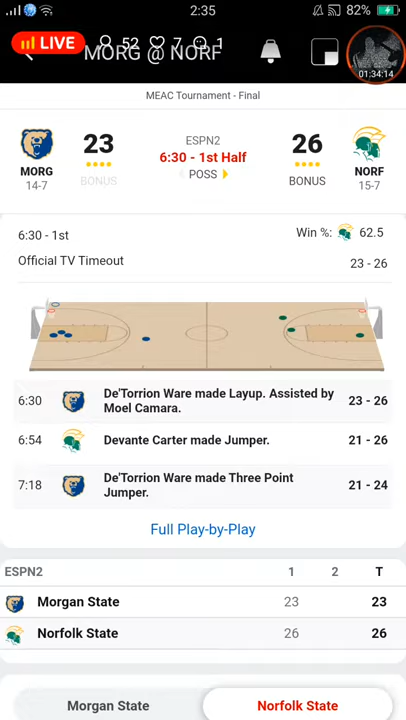 2:35
82%
LIVE 52 7 1
MORG @ NORF
01:34:14
MEAC Tournament - Final
23 ESPN2 26
6:30 - 1st Half
MORG BONUS POSS BONUS NORF
14-7 15-7
6:30 - 1st Win %: 62.5
Official TV Timeout 23 - 26
6:30 De'Torrion Ware made Layup. Assisted by
Moel Camara. 23 - 26
6:54 Devante Carter made Jumper. 21 - 26
7:18 De'Torrion Ware made Three Point
Jumper. 21 - 24
Full Play-by-Play
ESPN2 1 2 T
Morgan State 23 23
Norfolk State 26 26
Morgan State Norfolk State